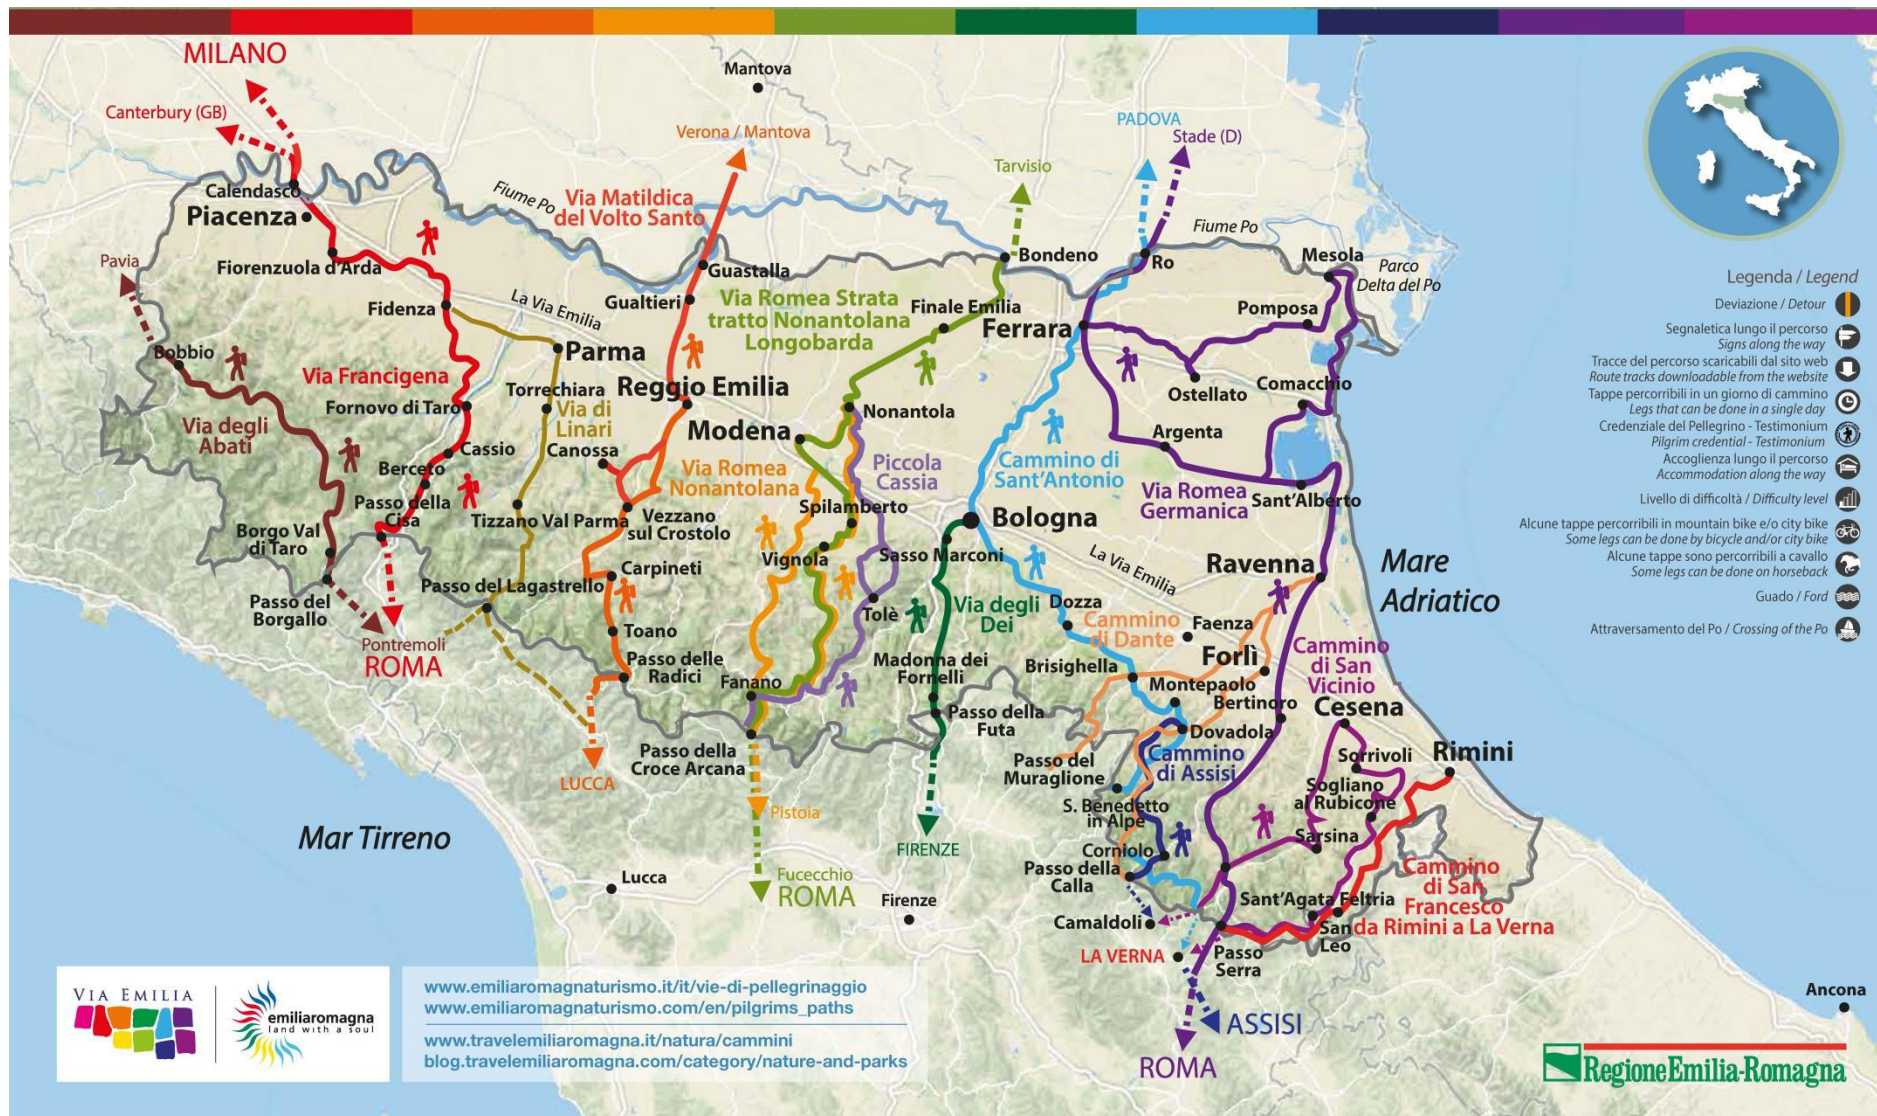 MILANO
Canterbury (GB)
Mantova
Verona / Mantova
PADOVA
Stade (D)
Tarvisio
Calendasco
Piacenza
Fiume Po
Via Matildica
del Volto Santo
Fiume Po
Pavia
Fiorenzuola d'Arda
Guastalla
Bondeno
Ro
Mesola
Parco
Delta del Po
Fidenza
La Via Emilia
Gualtieri
Via Romea Strata
tratto Nonantolana
Longobarda
Finale Emilia
Ferrara
Pomposa
Bobbio
Parma
Via Francigena
Torrechiara
Reggio Emilia
Ostellato
Comacchio
Fornovo di Taro
Via di
Linari
Nonantola
Via degli
Abati
Modena
Argenta
Cassio
Canossa
Berceto
Via Romea
Nonantolana
Piccola
Cassia
Cammino di
Sant'Antonio
Passo della
Cisa
Via Romea
Germanica
Sant'Alberto
Tizzano Val Parma
Vezzano
sul Crostolo
Spilamberto
Bologna
Borgo Val
di Taro
Vignola
Sasso Marconi
La Via Emilia
Ravenna
Mare
Adriatico
Passo del Lagastrello
Carpineti
Passo del
Borgallo
Tolè
Via degli
Dei
Dozza
Cammino
di Dante
Faenza
Toano
Pontremoli
ROMA
Passo delle
Radici
Fanano
Madonna dei
Fornelli
Brisighella
Forlì
Cammino
di San
Vicinio
Montepaolo
Bertinoro
Cesena
Passo della
Futa
Dovadola
Passo della
Croce Arcana
Passo del
Muraglione
Cammino
di Assisi
Sorrivoli
Rimini
LUCCA
Sogliano
al Rubicone
Pistoia
S. Benedetto
in Alpe
Mar Tirreno
Sarsina
FIRENZE
Corniolo
Passo della
Calla
Cammino
di San
Francesco
da Rimini a La Verna
Lucca
Fucecchio
ROMA
Firenze
Sant'Agata Feltria
Camaldoli
San
Leo
LA VERNA
Passo
Serra
Ancona
ASSISI
ROMA
Legenda / Legend
Deviazione / Detour
Segnaletica lungo il percorso
Signs along the way
Tracce del percorso scaricabili dal sito web
Route tracks downloadable from the website
Tappe percorribili in un giorno di cammino
Legs that can be done in a single day
Credenziale del Pellegrino - Testimonium
Pilgrim credential - Testimonium
Accoglienza lungo il percorso
Accommodation along the way
Livello di difficoltà / Difficulty level
Alcune tappe percorribili in mountain bike e/o city bike
Some legs can be done by bicycle and/or city bike
Alcune tappe sono percorribili a cavallo
Some legs can be done on horseback
Guado / Ford
Attraversamento del Po / Crossing of the Po
VIA EMILIA
emiliaromagna
land with a soul
www.emiliaromagnaturismo.it/it/vie-di-pellegrinaggio
www.emiliaromagnaturismo.com/en/pilgrims_paths
www.travelemiliaromagna.it/natura/cammini
blog.travelemiliaromagna.com/category/nature-and-parks
RegioneEmilia-Romagna